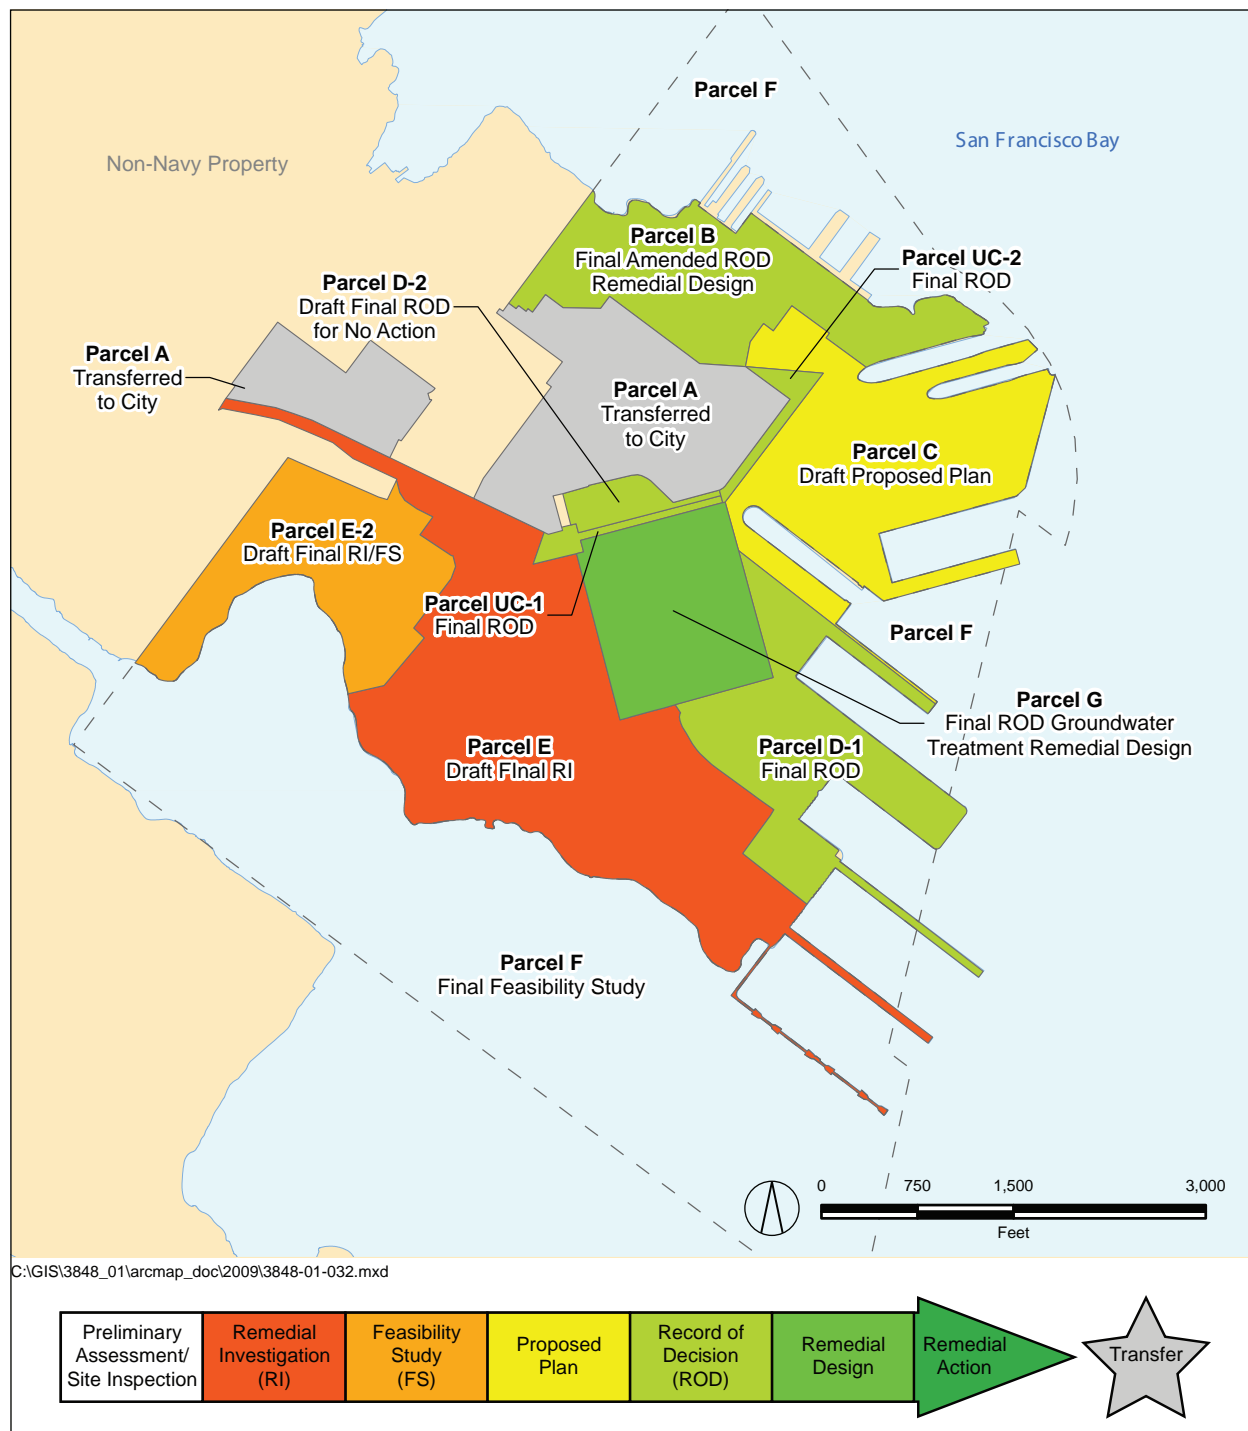 Parcel F
San Francisco Bay
Non-Navy Property
Parcel B
Final Amended ROD
Remedial Design
Parcel UC-2
Final ROD
Parcel D-2
Draft Final ROD
for No Action
Parcel A
Transferred
to City
Parcel A
Transferred
to City
Parcel C
Draft Proposed Plan
Parcel E-2
Draft Final RI/FS
Parcel UC-1
Final ROD
Parcel F
Parcel G
Final ROD Groundwater
Treatment Remedial Design
Parcel E
Draft FInal RI
Parcel D-1
Final ROD
Parcel F
Final Feasibility Study
0 750 1,500 3,000
Feet
C:\GIS\3848_01\arcmap_doc\2009\3848-01-032.mxd
Preliminary
Assessment/
Site Inspection
Remedial
Investigation
(RI)
Feasibility
Study
(FS)
Proposed
Plan
Record of
Decision
(ROD)
Remedial
Design
Remedial
Action
Transfer